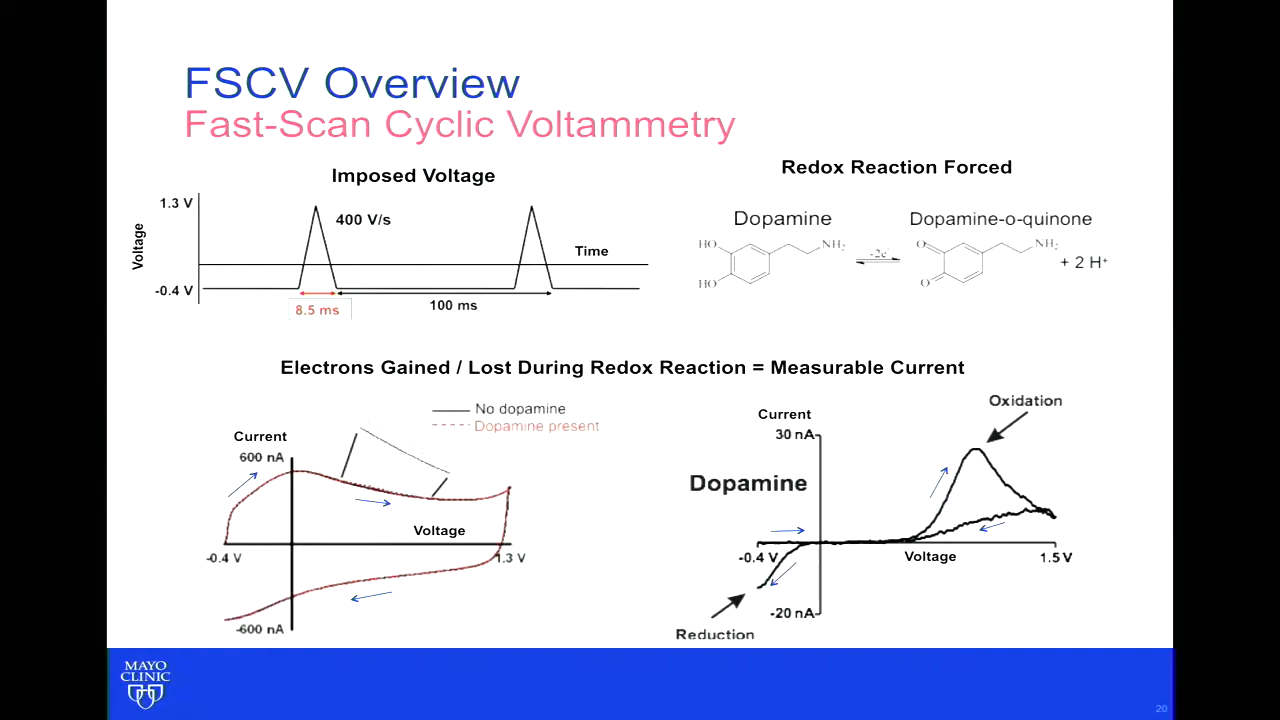 FSCV Overview
Fast-Scan Cyclic Voltammetry
Imposed Voltage
1.3 V
400 V/s
Voltage
Time
-0.4 V
8.5 ms
100 ms
Redox Reaction Forced
Dopamine
Dopamine-o-quinone
HO
HO
NH₂
-2e⁻
O
O
NH₂
+ 2 H⁺
Electrons Gained / Lost During Redox Reaction = Measurable Current
No dopamine
Dopamine present
Current
600 nA
Voltage
-0.4 V
1.3 V
-600 nA
Oxidation
Current
30 nA
Dopamine
-0.4 V
Voltage
1.5 V
-20 nA
Reduction
MAYO
CLINIC
20